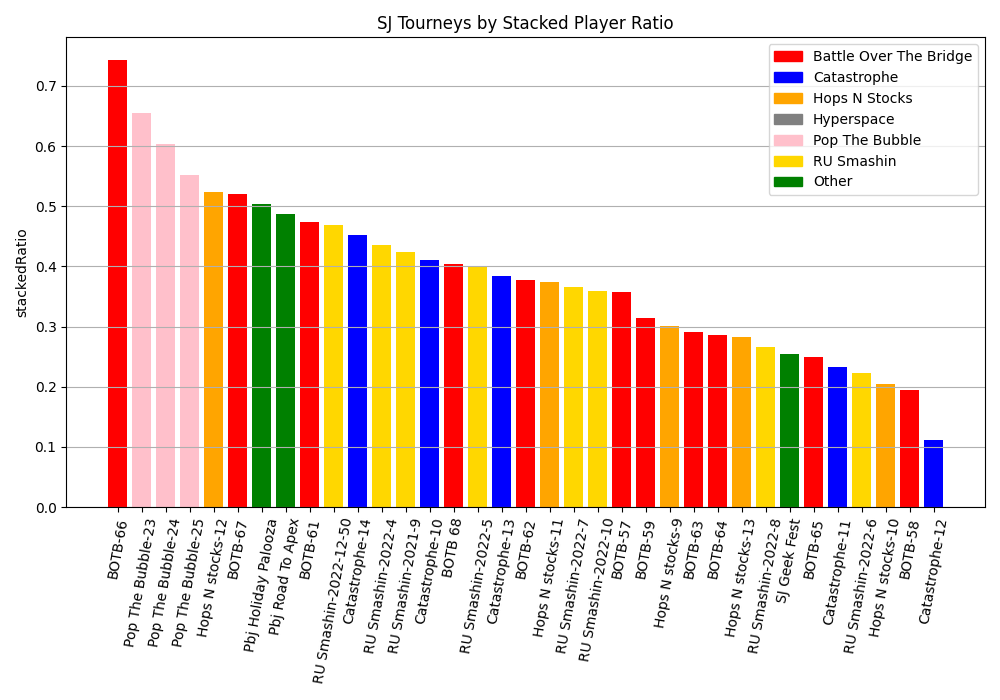 SJ Tourneys by Stacked Player Ratio
stackedRatio
0.7
0.6
0.5
0.4
0.3
0.2
0.1
0.0
Battle Over The Bridge
Catastrophe
Hops N Stocks
Hyperspace
Pop The Bubble
RU Smashin
Other
BOTB-66
Pop The Bubble-23
Pop The Bubble-24
Pop The Bubble-25
Hops N stocks-12
BOTB-67
Pbj Holiday Palooza
Pbj Road To Apex
BOTB-61
RU Smashin-2022-12-50
Catastrophe-14
RU Smashin-2022-4
RU Smashin-2021-9
Catastrophe-10
BOTB 68
RU Smashin-2022-5
Catastrophe-13
BOTB-62
Hops N stocks-11
RU Smashin-2022-7
RU Smashin-2022-10
BOTB-57
BOTB-59
Hops N stocks-9
BOTB-63
BOTB-64
Hops N stocks-13
RU Smashin-2022-8
SJ Geek Fest
BOTB-65
Catastrophe-11
RU Smashin-2022-6
Hops N stocks-10
BOTB-58
Catastrophe-12